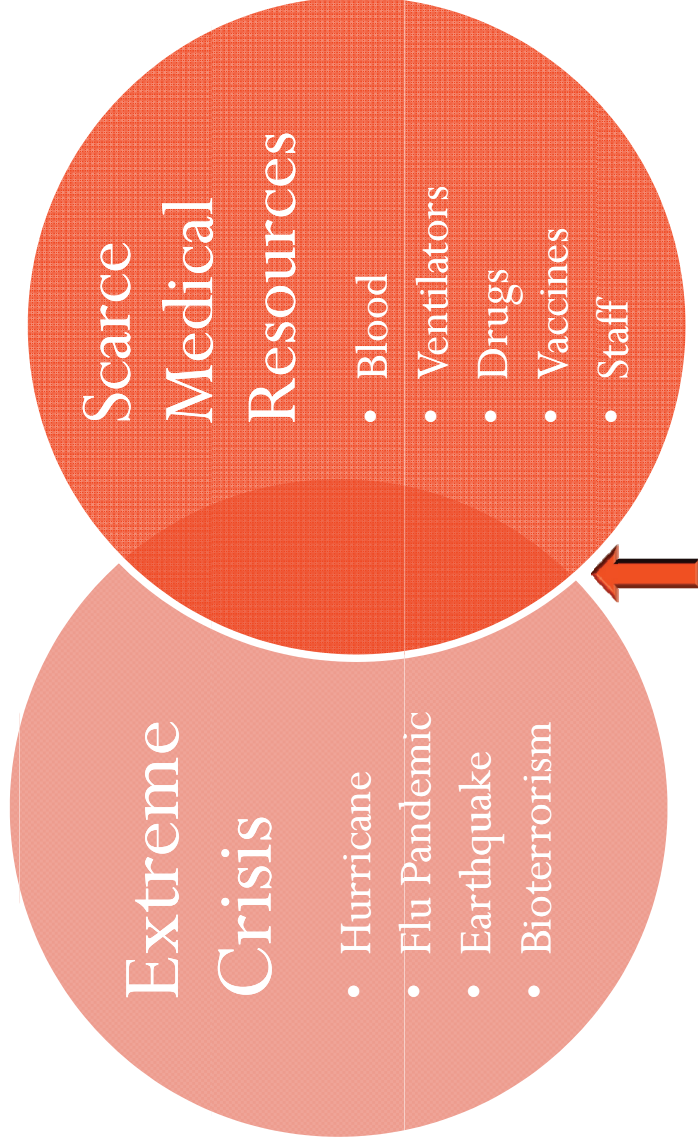 Extreme
Crisis
• Hurricane
• Flu Pandemic
• Earthquake
• Bioterrorism
Scarce
Medical
Resources
• Blood
• Ventilators
• Drugs
• Vaccines
• Staff